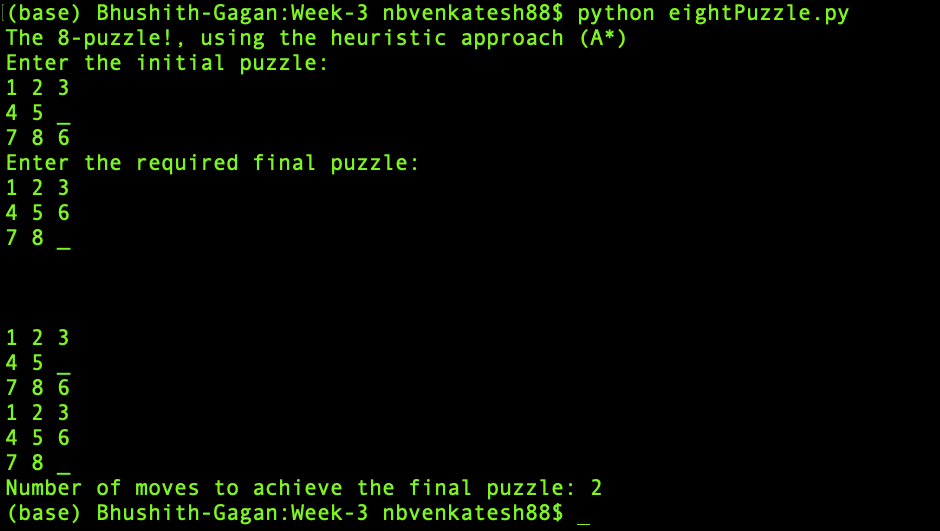 (base) Bhushith-Gagan:Week-3 nbvenkatesh88$ python eightPuzzle.py
The 8-puzzle!, using the heuristic approach (A*)
Enter the initial puzzle:
1 2 3
4 5 _
7 8 6
Enter the required final puzzle:
1 2 3
4 5 6
7 8 _
1 2 3
4 5 _
7 8 6
1 2 3
4 5 6
7 8 _
Number of moves to achieve the final puzzle: 2
(base) Bhushith-Gagan:Week-3 nbvenkatesh88$ _